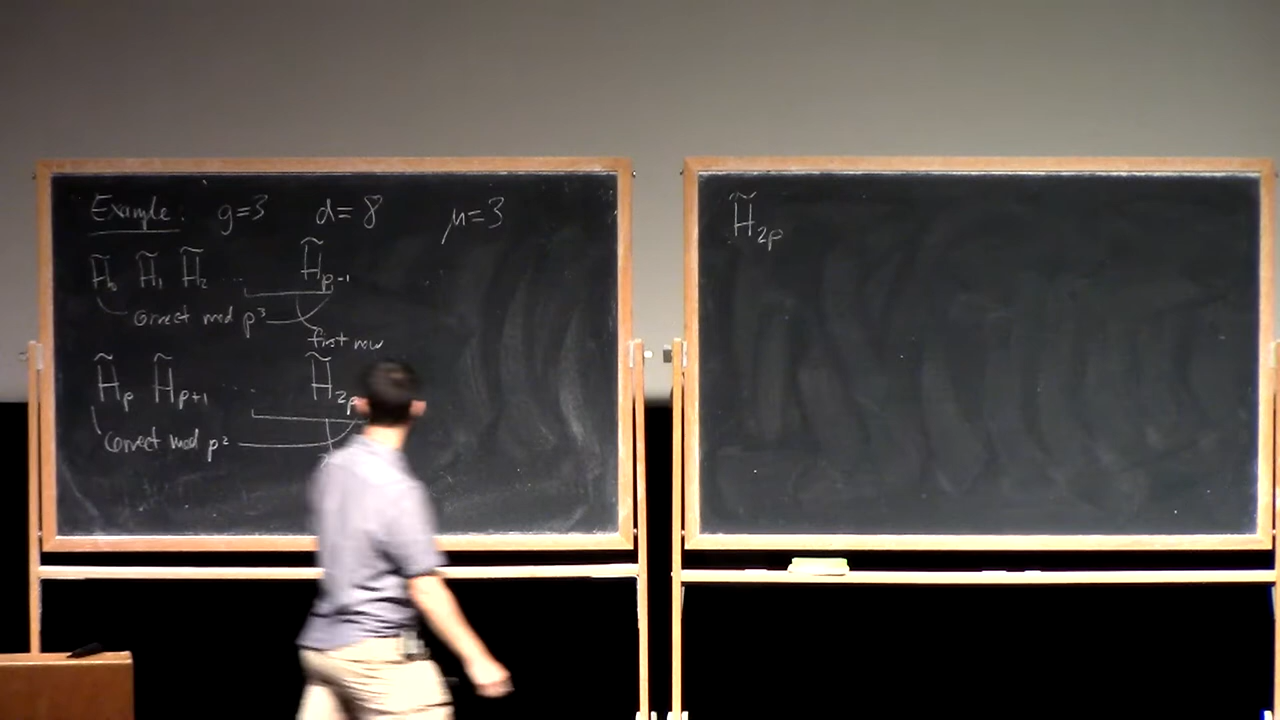 Example: g=3 d=8 μ=3
H̃₀ H̃₁ H̃₂ ... H̃ₚ₋₁
correct mod p³
first row
H̃ₚ H̃ₚ₊₁ ... H̃₂ₚ
correct mod p²
H̃₂ₚ